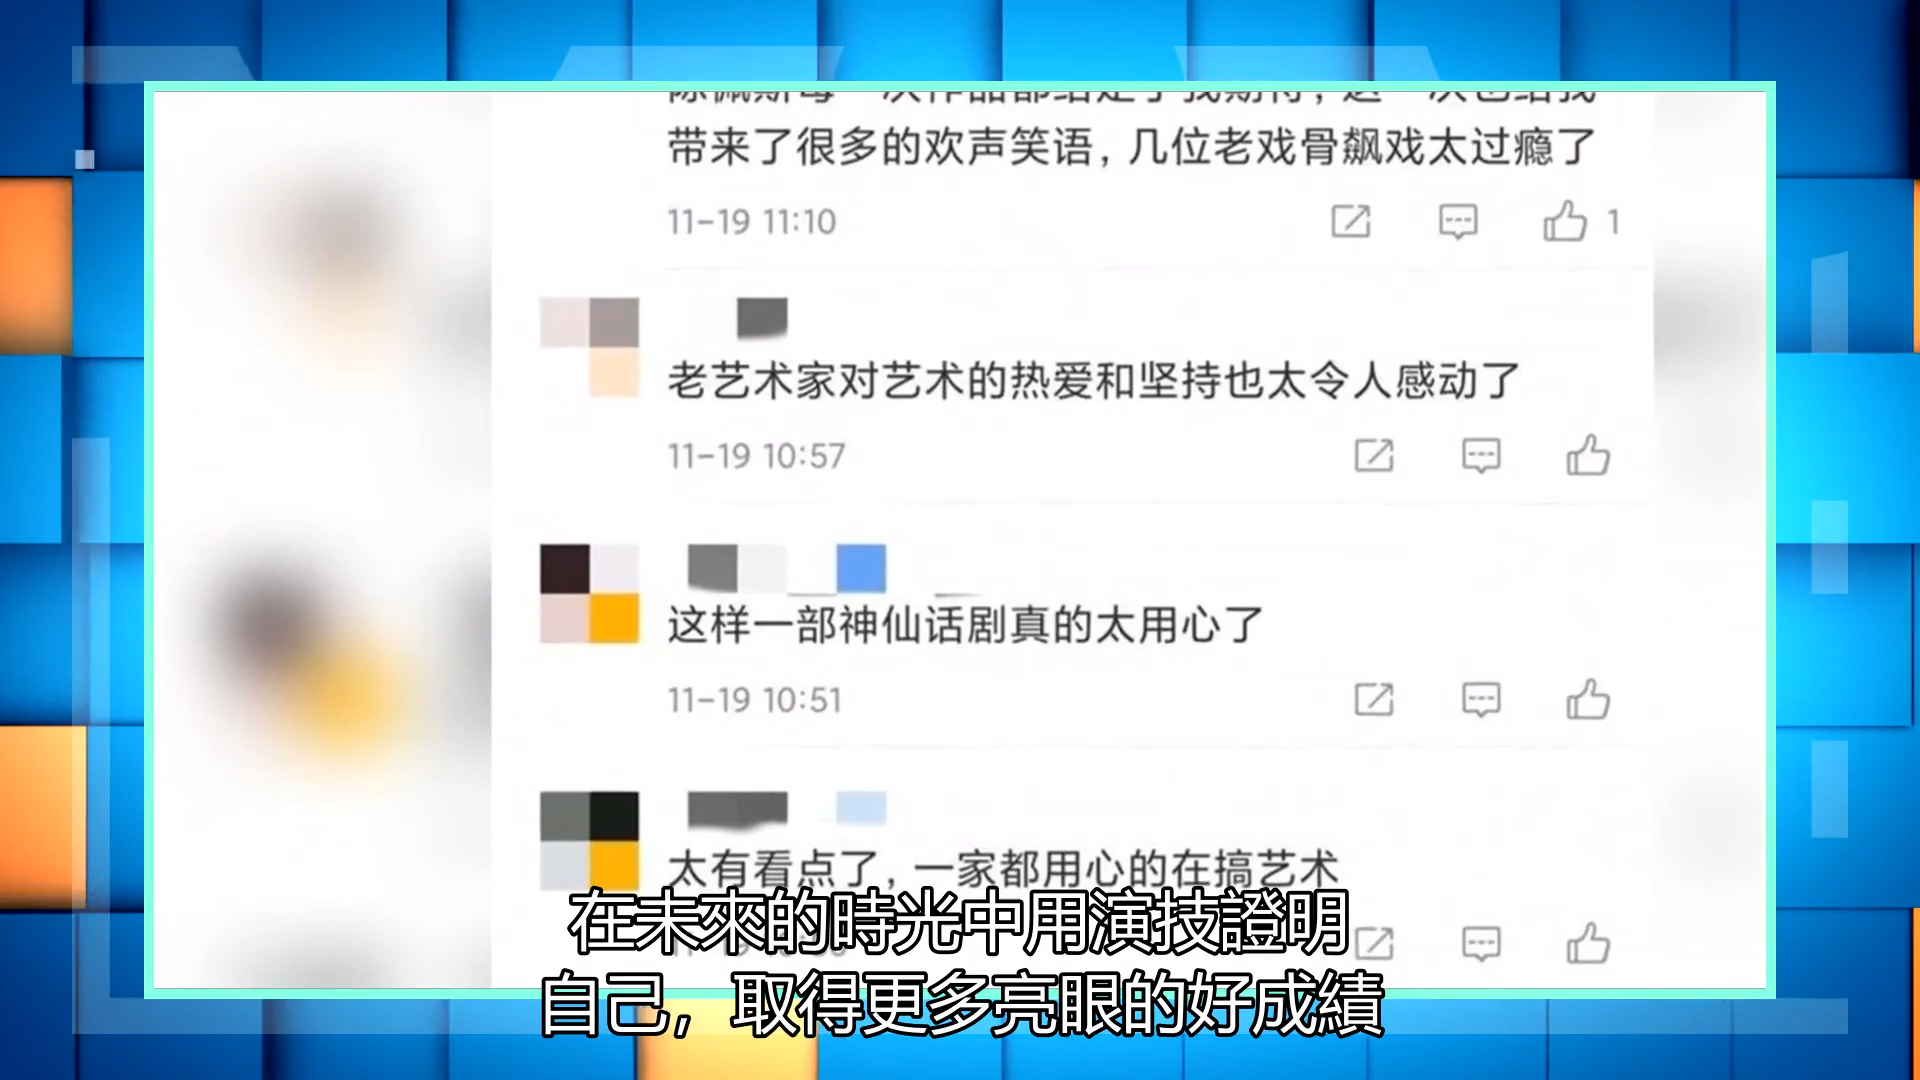 带来了很多的欢声笑语，几位老戏骨飙戏太过瘾了
11-19 11:10
1
老艺术家对艺术的热爱和坚持也太令人感动了
11-19 10:57
这样一部神仙话剧真的太用心了
11-19 10:51
太有看点了，一家都用心的在搞艺术
在未來的時光中用演技證明
自己，取得更多亮眼的好成績